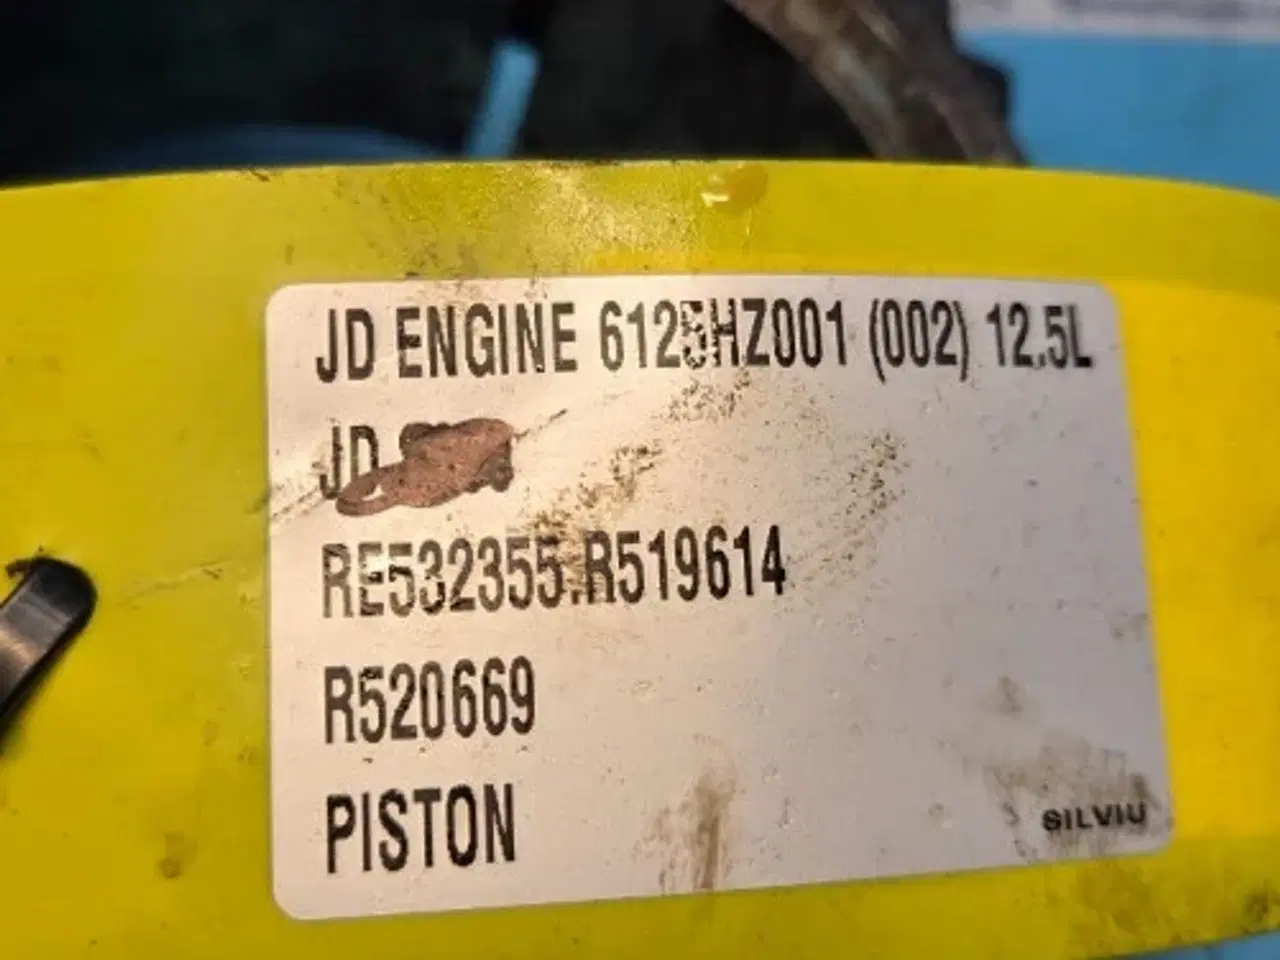 JD ENGINE 6125HZ001 (002) 12.5L
JD
RE532355.R519614
R520669
PISTON
SILVIU